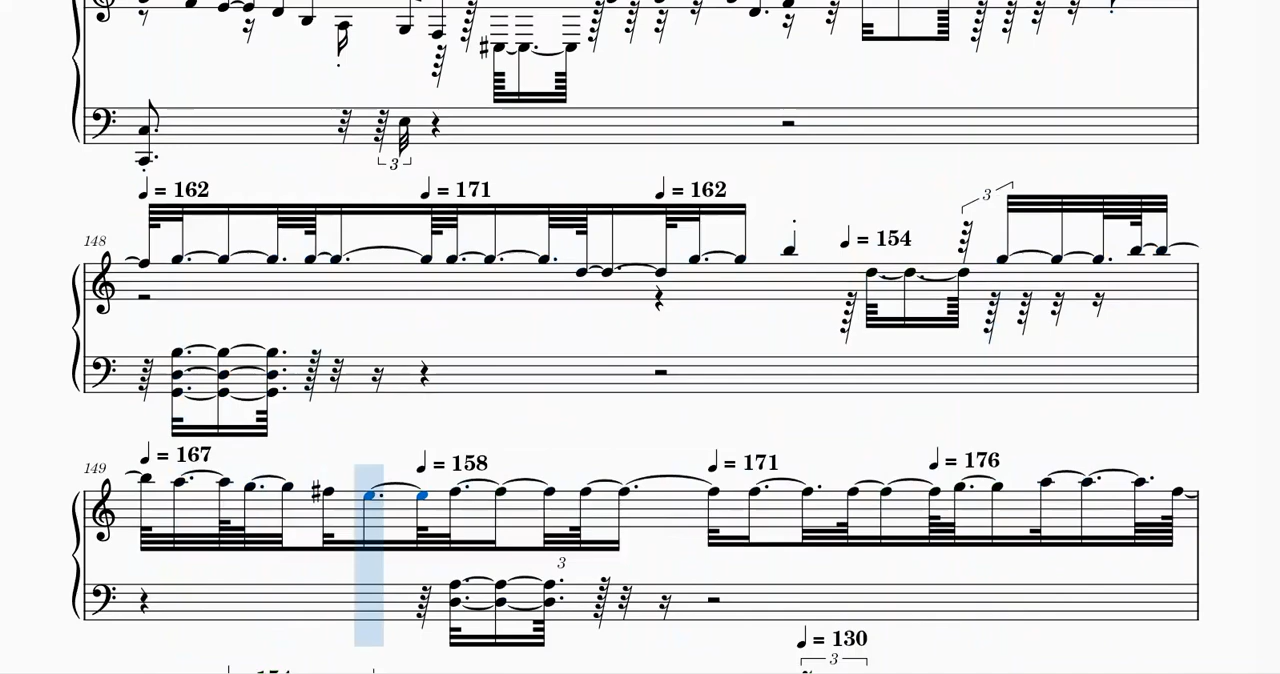 3
= 162 = 171 = 162
3
148 = 154
= 167 = 158 = 171 = 176
149
3
= 130
3